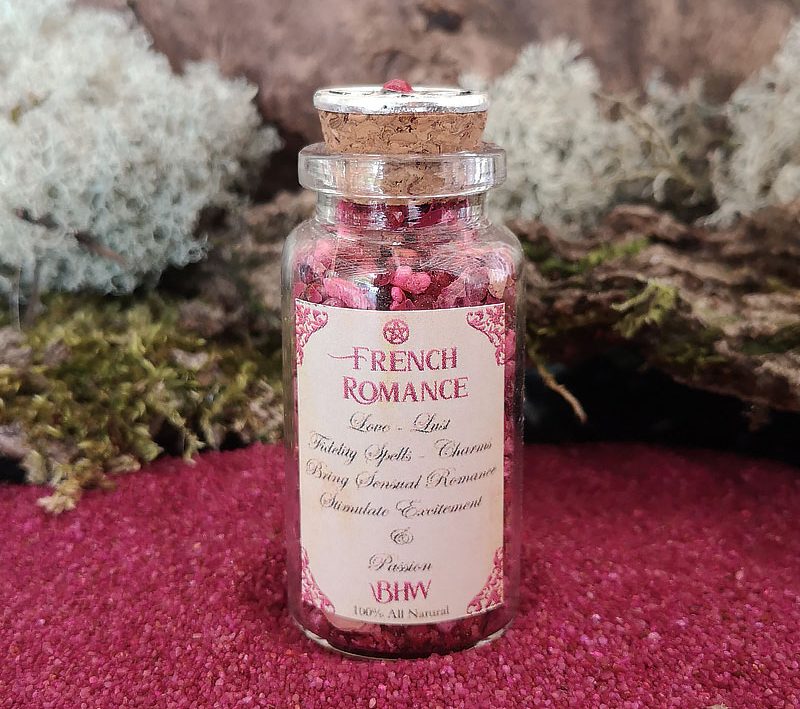 FRENCH
ROMANCE
Love - Lust
Fidelity Spells - Charms
Bring Sensual Romance
Stimulate Excitement
&
Passion
BHW
100% All Natural